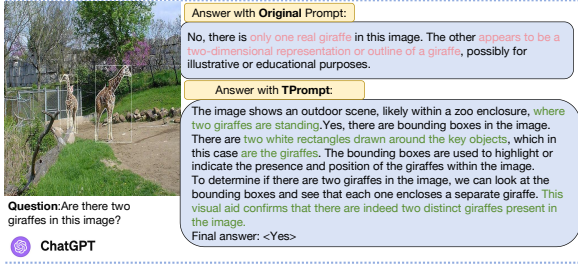 Answer with Original Prompt:
No, there is only one real giraffe in this image. The other appears to be a
two-dimensional representation or outline of a giraffe, possibly for
illustrative or educational purposes.
Answer with TPrompt:
The image shows an outdoor scene, likely within a zoo enclosure, where
two giraffes are standing.Yes, there are bounding boxes in the image.
There are two white rectangles drawn around the key objects, which in
this case are the giraffes. The bounding boxes are used to highlight or
indicate the presence and position of the giraffes within the image.
To determine if there are two giraffes in the image, we can look at the
bounding boxes and see that each one encloses a separate giraffe. This
visual aid confirms that there are indeed two distinct giraffes present in
the image.
Final answer: <Yes>
Question:Are there two
giraffes in this image?
ChatGPT